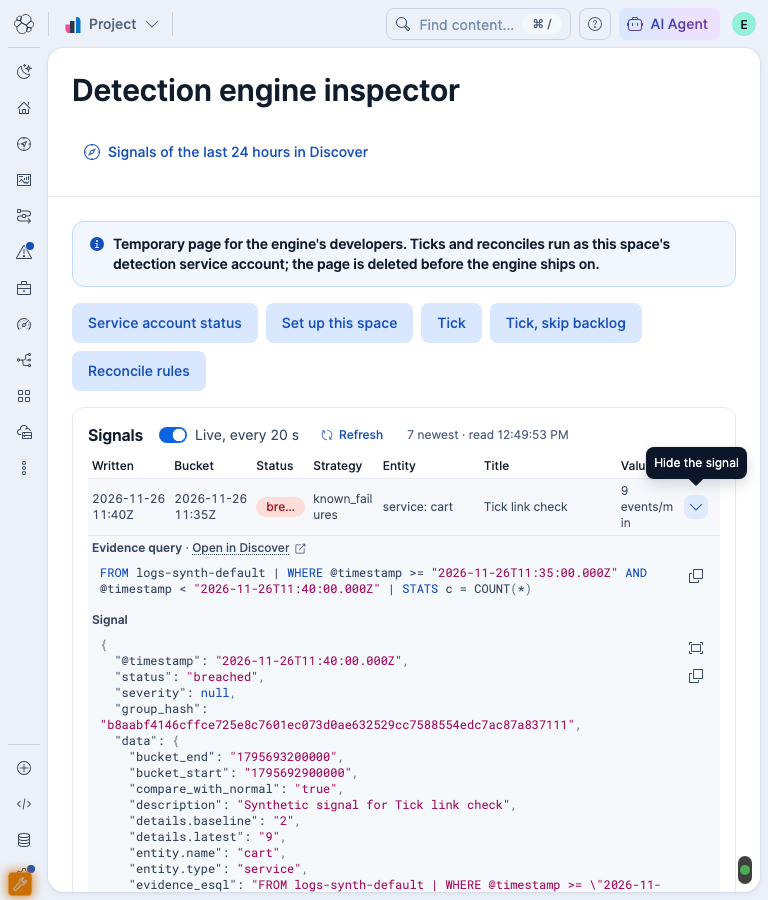 Project
Find content...
⌘ /
AI Agent
E
Detection engine inspector
Signals of the last 24 hours in Discover
Temporary page for the engine's developers. Ticks and reconciles run as this space's
detection service account; the page is deleted before the engine ships on.
Service account status
Set up this space
Tick
Tick, skip backlog
Reconcile rules
Signals
Live, every 20 s
Refresh
7 newest · read 12:49:53 PM
Hide the signal
Written
Bucket
Status
Strategy
Entity
Title
Valu
2026-11-26
11:40Z
2026-11-26
11:35Z
bre...
known_fail
ures
service: cart
Tick link check
9
events/m
in
Evidence query · Open in Discover
FROM logs-synth-default | WHERE @timestamp >= "2026-11-26T11:35:00.000Z" AND
@timestamp < "2026-11-26T11:40:00.000Z" | STATS c = COUNT(*)
Signal
{
"@timestamp": "2026-11-26T11:40:00.000Z",
"status": "breached",
"severity": null,
"group_hash":
"b8aabf4146cffce725e8c7601ec073d0ae632529cc7588554edc7ac87a837111",
"data": {
"bucket_end": "1795693200000",
"bucket_start": "1795692900000",
"compare_with_normal": "true",
"description": "Synthetic signal for Tick link check",
"details.baseline": "2",
"details.latest": "9",
"entity.name": "cart",
"entity.type": "service",
"evidence_esql": "FROM logs-synth-default | WHERE @timestamp >= \"2026-11-